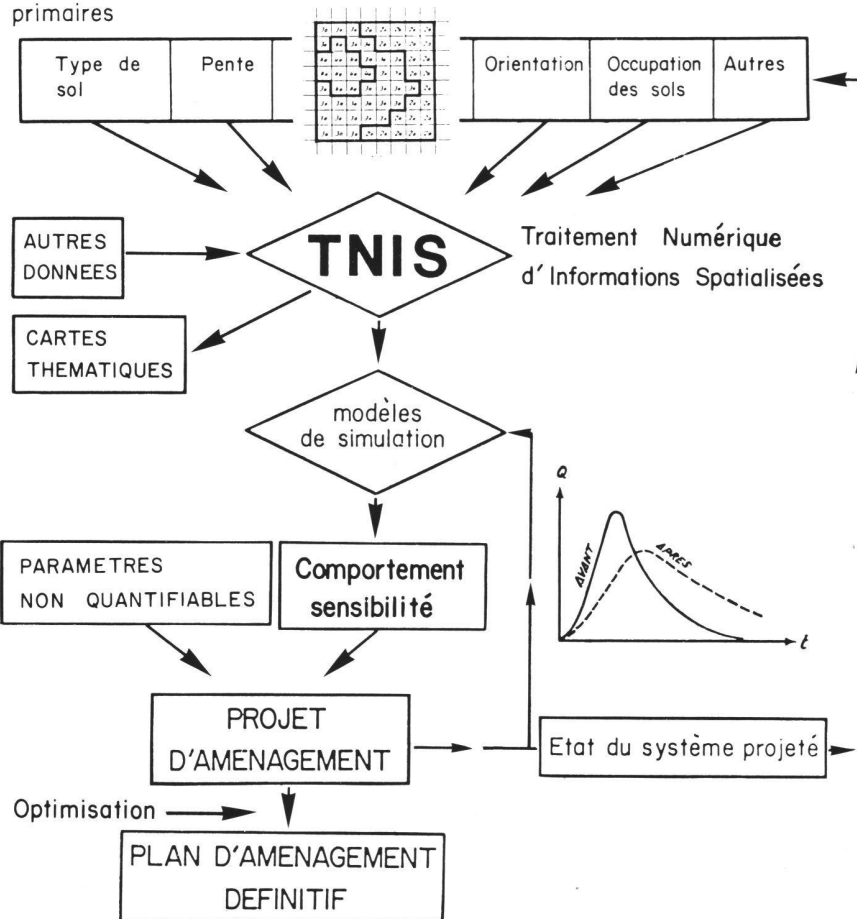 primaires
Type de
sol
Pente
Orientation
Occupation
des sols
Autres
AUTRES
DONNEES
TNIS
Traitement Numérique
d'Informations Spatialisées
CARTES
THEMATIQUES
modèles
de simulation
Q
AVANT
APRES
t
PARAMETRES
NON QUANTIFIABLES
Comportement
sensibilité
PROJET
D'AMENAGEMENT
Etat du système projeté
Optimisation
PLAN D'AMENAGEMENT
DEFINITIF